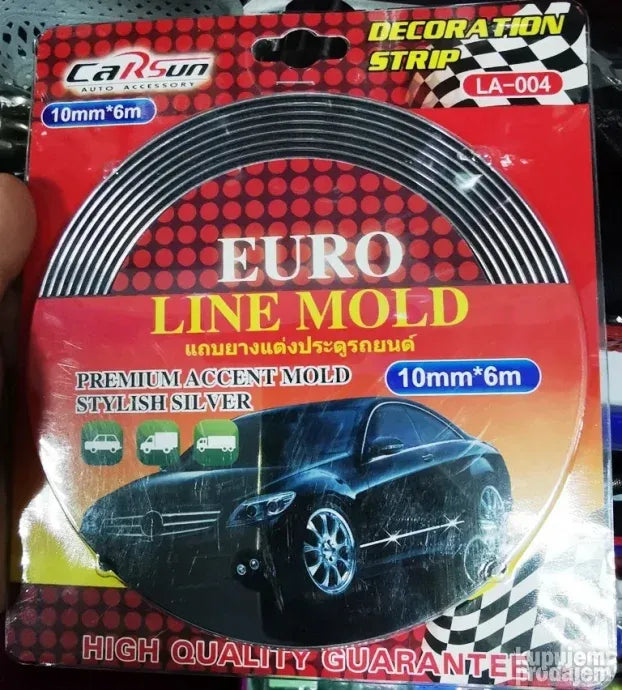 DECORATION
STRIP
CARSUN
AUTO ACCESSORY
LA-004
10mm*6m
EURO
LINE MOLD
แถบยางแต่งประตูรถยนต์
PREMIUM ACCENT MOLD
10mm*6m
STYLISH SILVER
HIGH QUALITY GUARANTEE
kupujem
prodajem